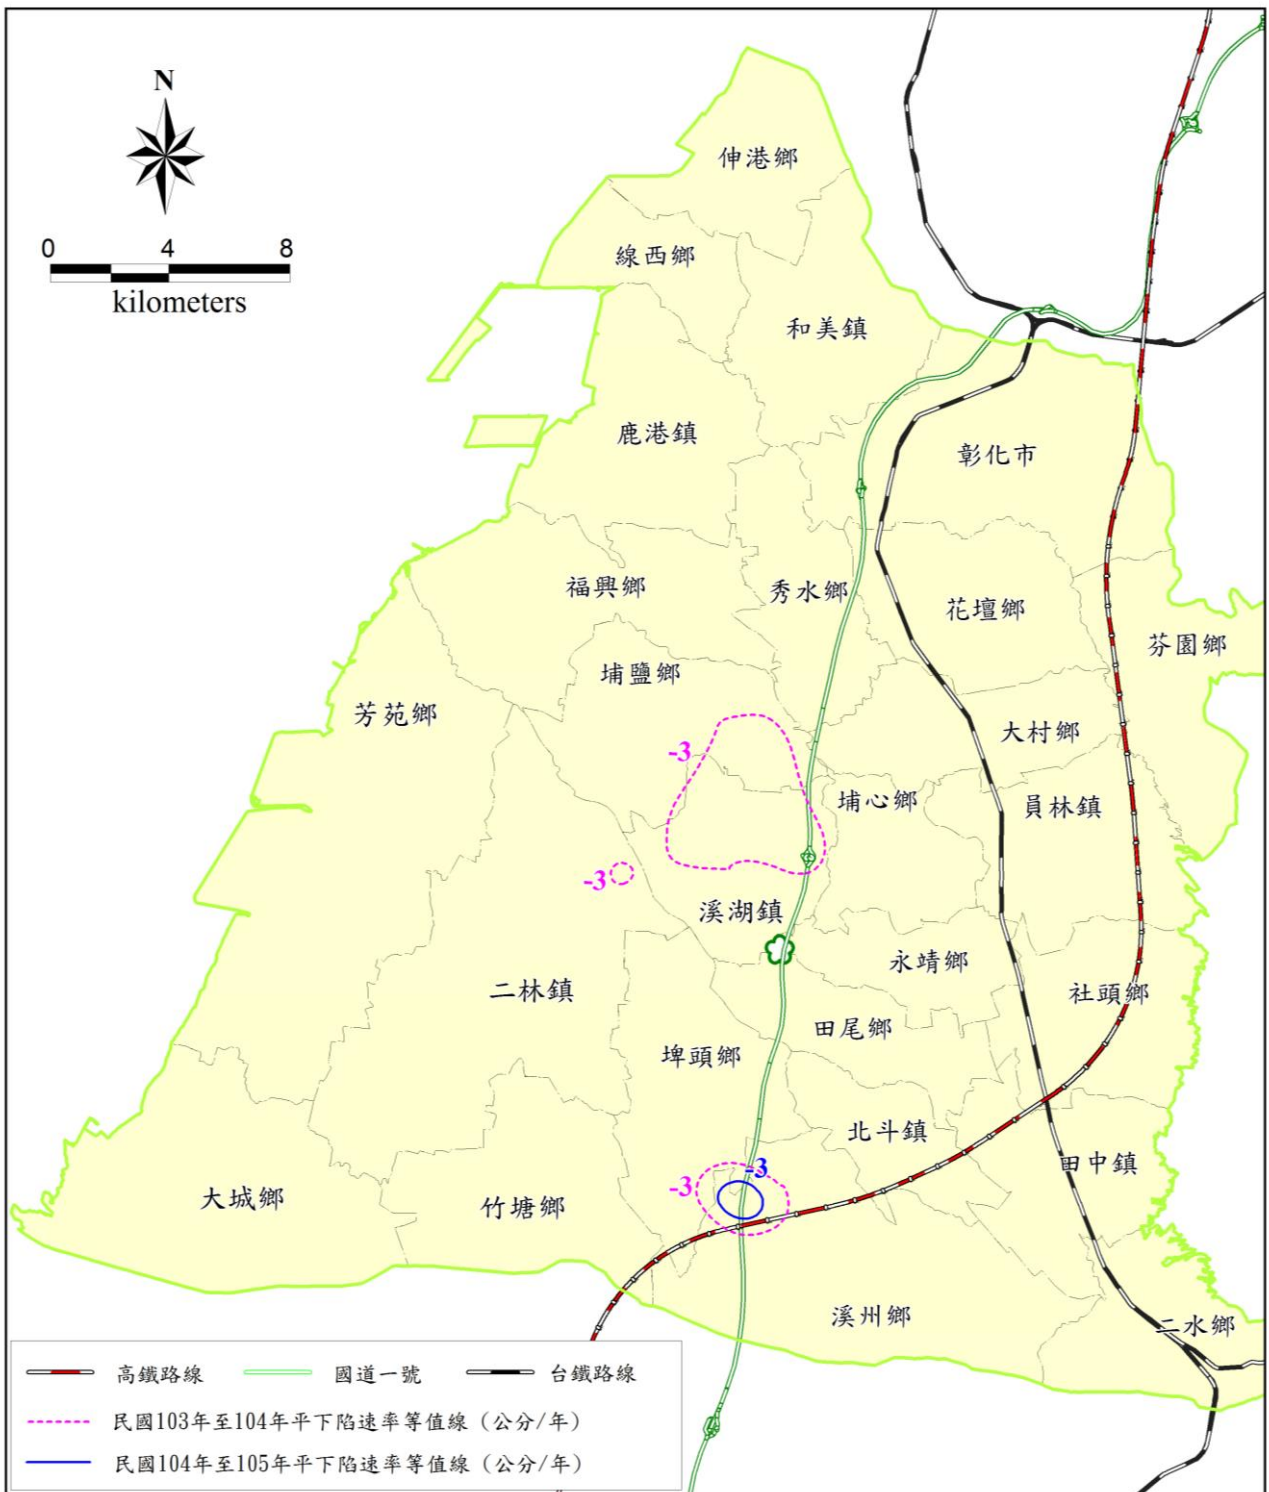 N
0 4 8
kilometers
伸港鄉
線西鄉
和美鎮
鹿港鎮
彰化市
福興鄉
秀水鄉
花壇鄉
芬園鄉
埔鹽鄉
芳苑鄉
大村鄉
-3
埔心鄉
員林鎮
-3
溪湖鎮
永靖鄉
二林鎮
社頭鄉
田尾鄉
埤頭鄉
北斗鎮
田中鎮
-3
-3
大城鄉
竹塘鄉
溪州鄉
二水鄉
高鐵路線 國道一號 台鐵路線
民國103年至104年平下陷速率等值線（公分/年）
民國104年至105年平下陷速率等值線（公分/年）